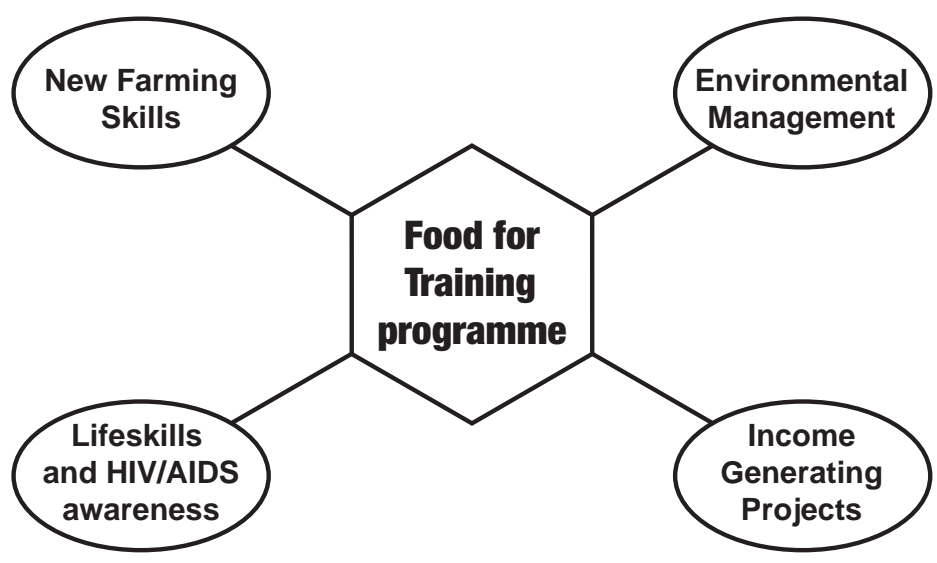 New Farming
Skills
Environmental
Management
Food for
Training
programme
Lifeskills
and HIV/AIDS
awareness
Income
Generating
Projects